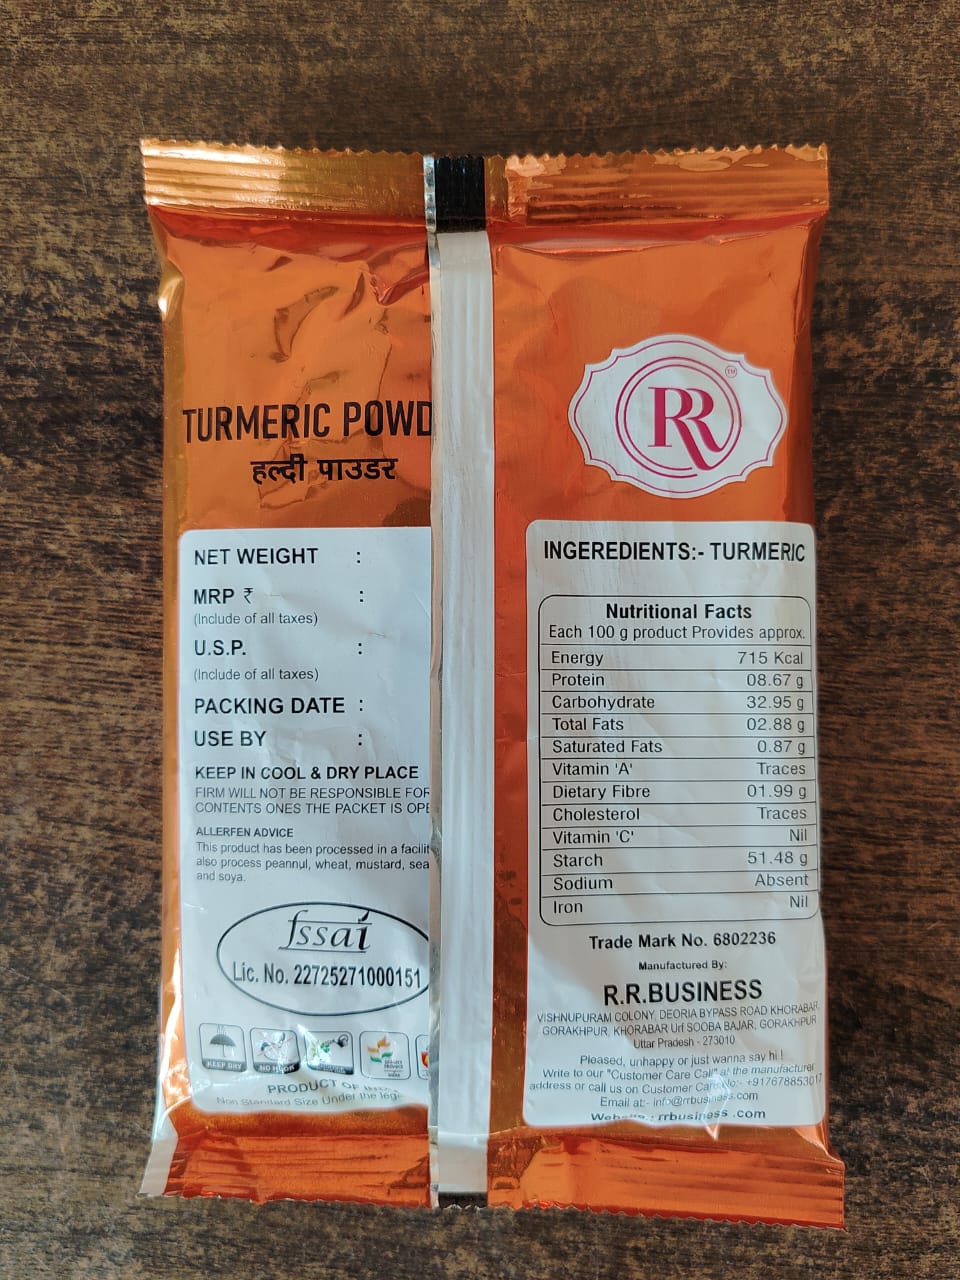 TURMERIC POWD
हल्दी पाउडर
NET WEIGHT :
MRP ₹ :
(Include of all taxes)
U.S.P. :
(Include of all taxes)
PACKING DATE :
USE BY :
KEEP IN COOL & DRY PLACE
FIRM WILL NOT BE RESPONSIBLE FOR
CONTENTS ONES THE PACKET IS OPE
ALLERFEN ADVICE
This product has been processed in a facilit
also process peannul, wheat, mustard, sea
and soya.
fssai
Lic. No. 22725271000151
KEEP DRY
NO HOOK
PRODUCT OF
Non Standard Size Under the legi
RR
TM
INGEREDIENTS:- TURMERIC
Nutritional Facts
Each 100 g product Provides approx.
Energy 715 Kcal
Protein 08.67 g
Carbohydrate 32.95 g
Total Fats 02.88 g
Saturated Fats 0.87 g
Vitamin 'A' Traces
Dietary Fibre 01.99 g
Cholesterol Traces
Vitamin 'C' Nil
Starch 51.48 g
Sodium Absent
Iron Nil
Trade Mark No. 6802236
Manufactured By:
R.R.BUSINESS
VISHNUPURAM COLONY, DEORIA BYPASS ROAD KHORABAR,
GORAKHPUR, KHORABAR Urf SOOBA BAJAR, GORAKHPUR
Uttar Pradesh - 273010
Pleased, unhappy or just wanna say hi !
Write to our "Customer Care Call" at the manufacturer
address or call us on Customer Care No:- +917678853017
Email at:- info@rrbusiness.com
Website : rrbusiness .com